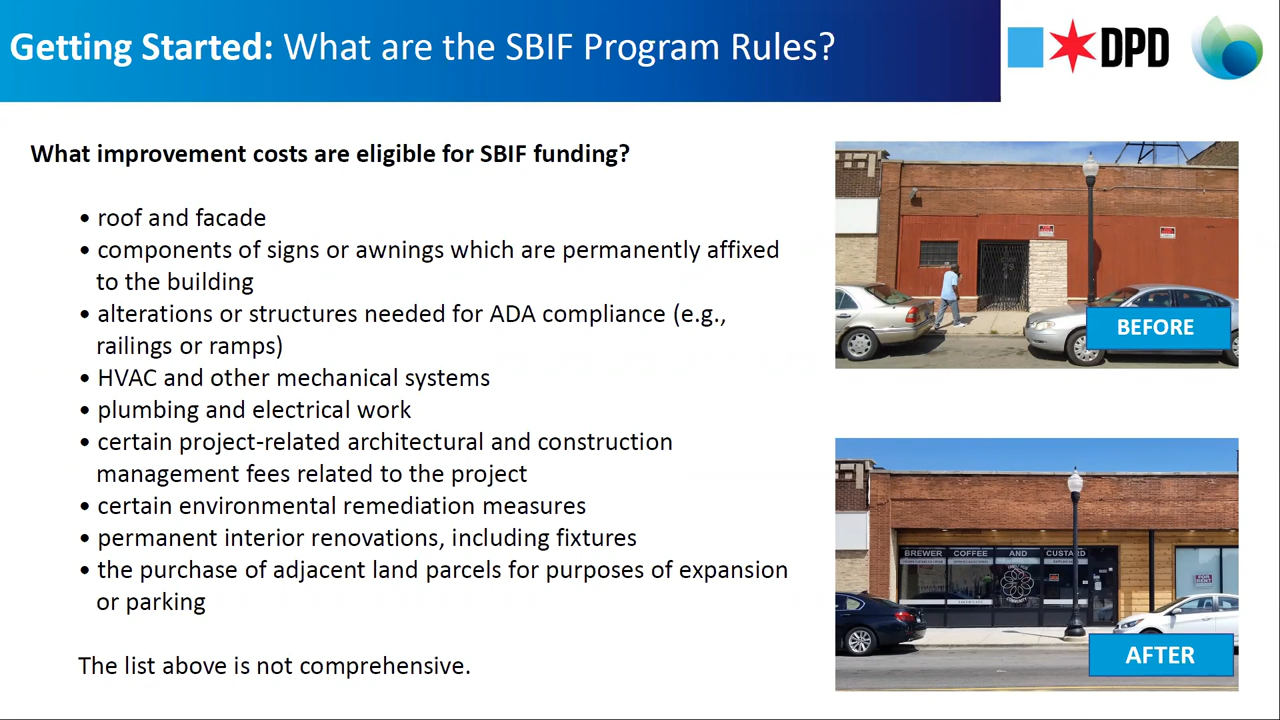 Getting Started: What are the SBIF Program Rules?
DPD
What improvement costs are eligible for SBIF funding?
• roof and facade
• components of signs or awnings which are permanently affixed
to the building
• alterations or structures needed for ADA compliance (e.g.,
railings or ramps)
• HVAC and other mechanical systems
• plumbing and electrical work
• certain project-related architectural and construction
management fees related to the project
• certain environmental remediation measures
• permanent interior renovations, including fixtures
• the purchase of adjacent land parcels for purposes of expansion
or parking
The list above is not comprehensive.
BEFORE
BREWER COFFEE AND CUSTARD
COMMUNITY
FOR RENT
AFTER